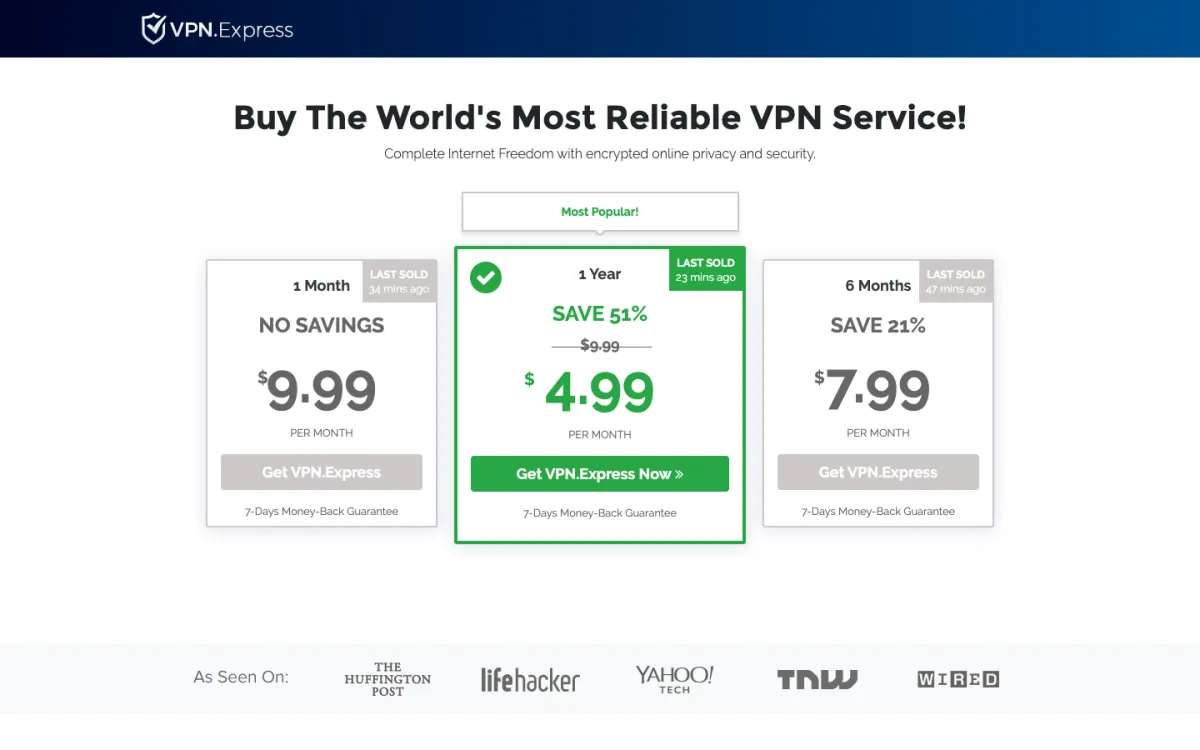 VPN.Express
Buy The World's Most Reliable VPN Service!
Complete Internet Freedom with encrypted online privacy and security.
Most Popular!
1 Month
LAST SOLD
34 mins ago
NO SAVINGS
$9.99
PER MONTH
Get VPN.Express
7-Days Money-Back Guarantee
1 Year
LAST SOLD
23 mins ago
SAVE 51%
$9.99
$ 4.99
PER MONTH
Get VPN.Express Now »
7-Days Money-Back Guarantee
6 Months
LAST SOLD
47 mins ago
SAVE 21%
$7.99
PER MONTH
Get VPN.Express
7-Days Money-Back Guarantee
As Seen On:
THE
HUFFINGTON
POST
lifehacker
YAHOO!
TECH
TNW
WIRED